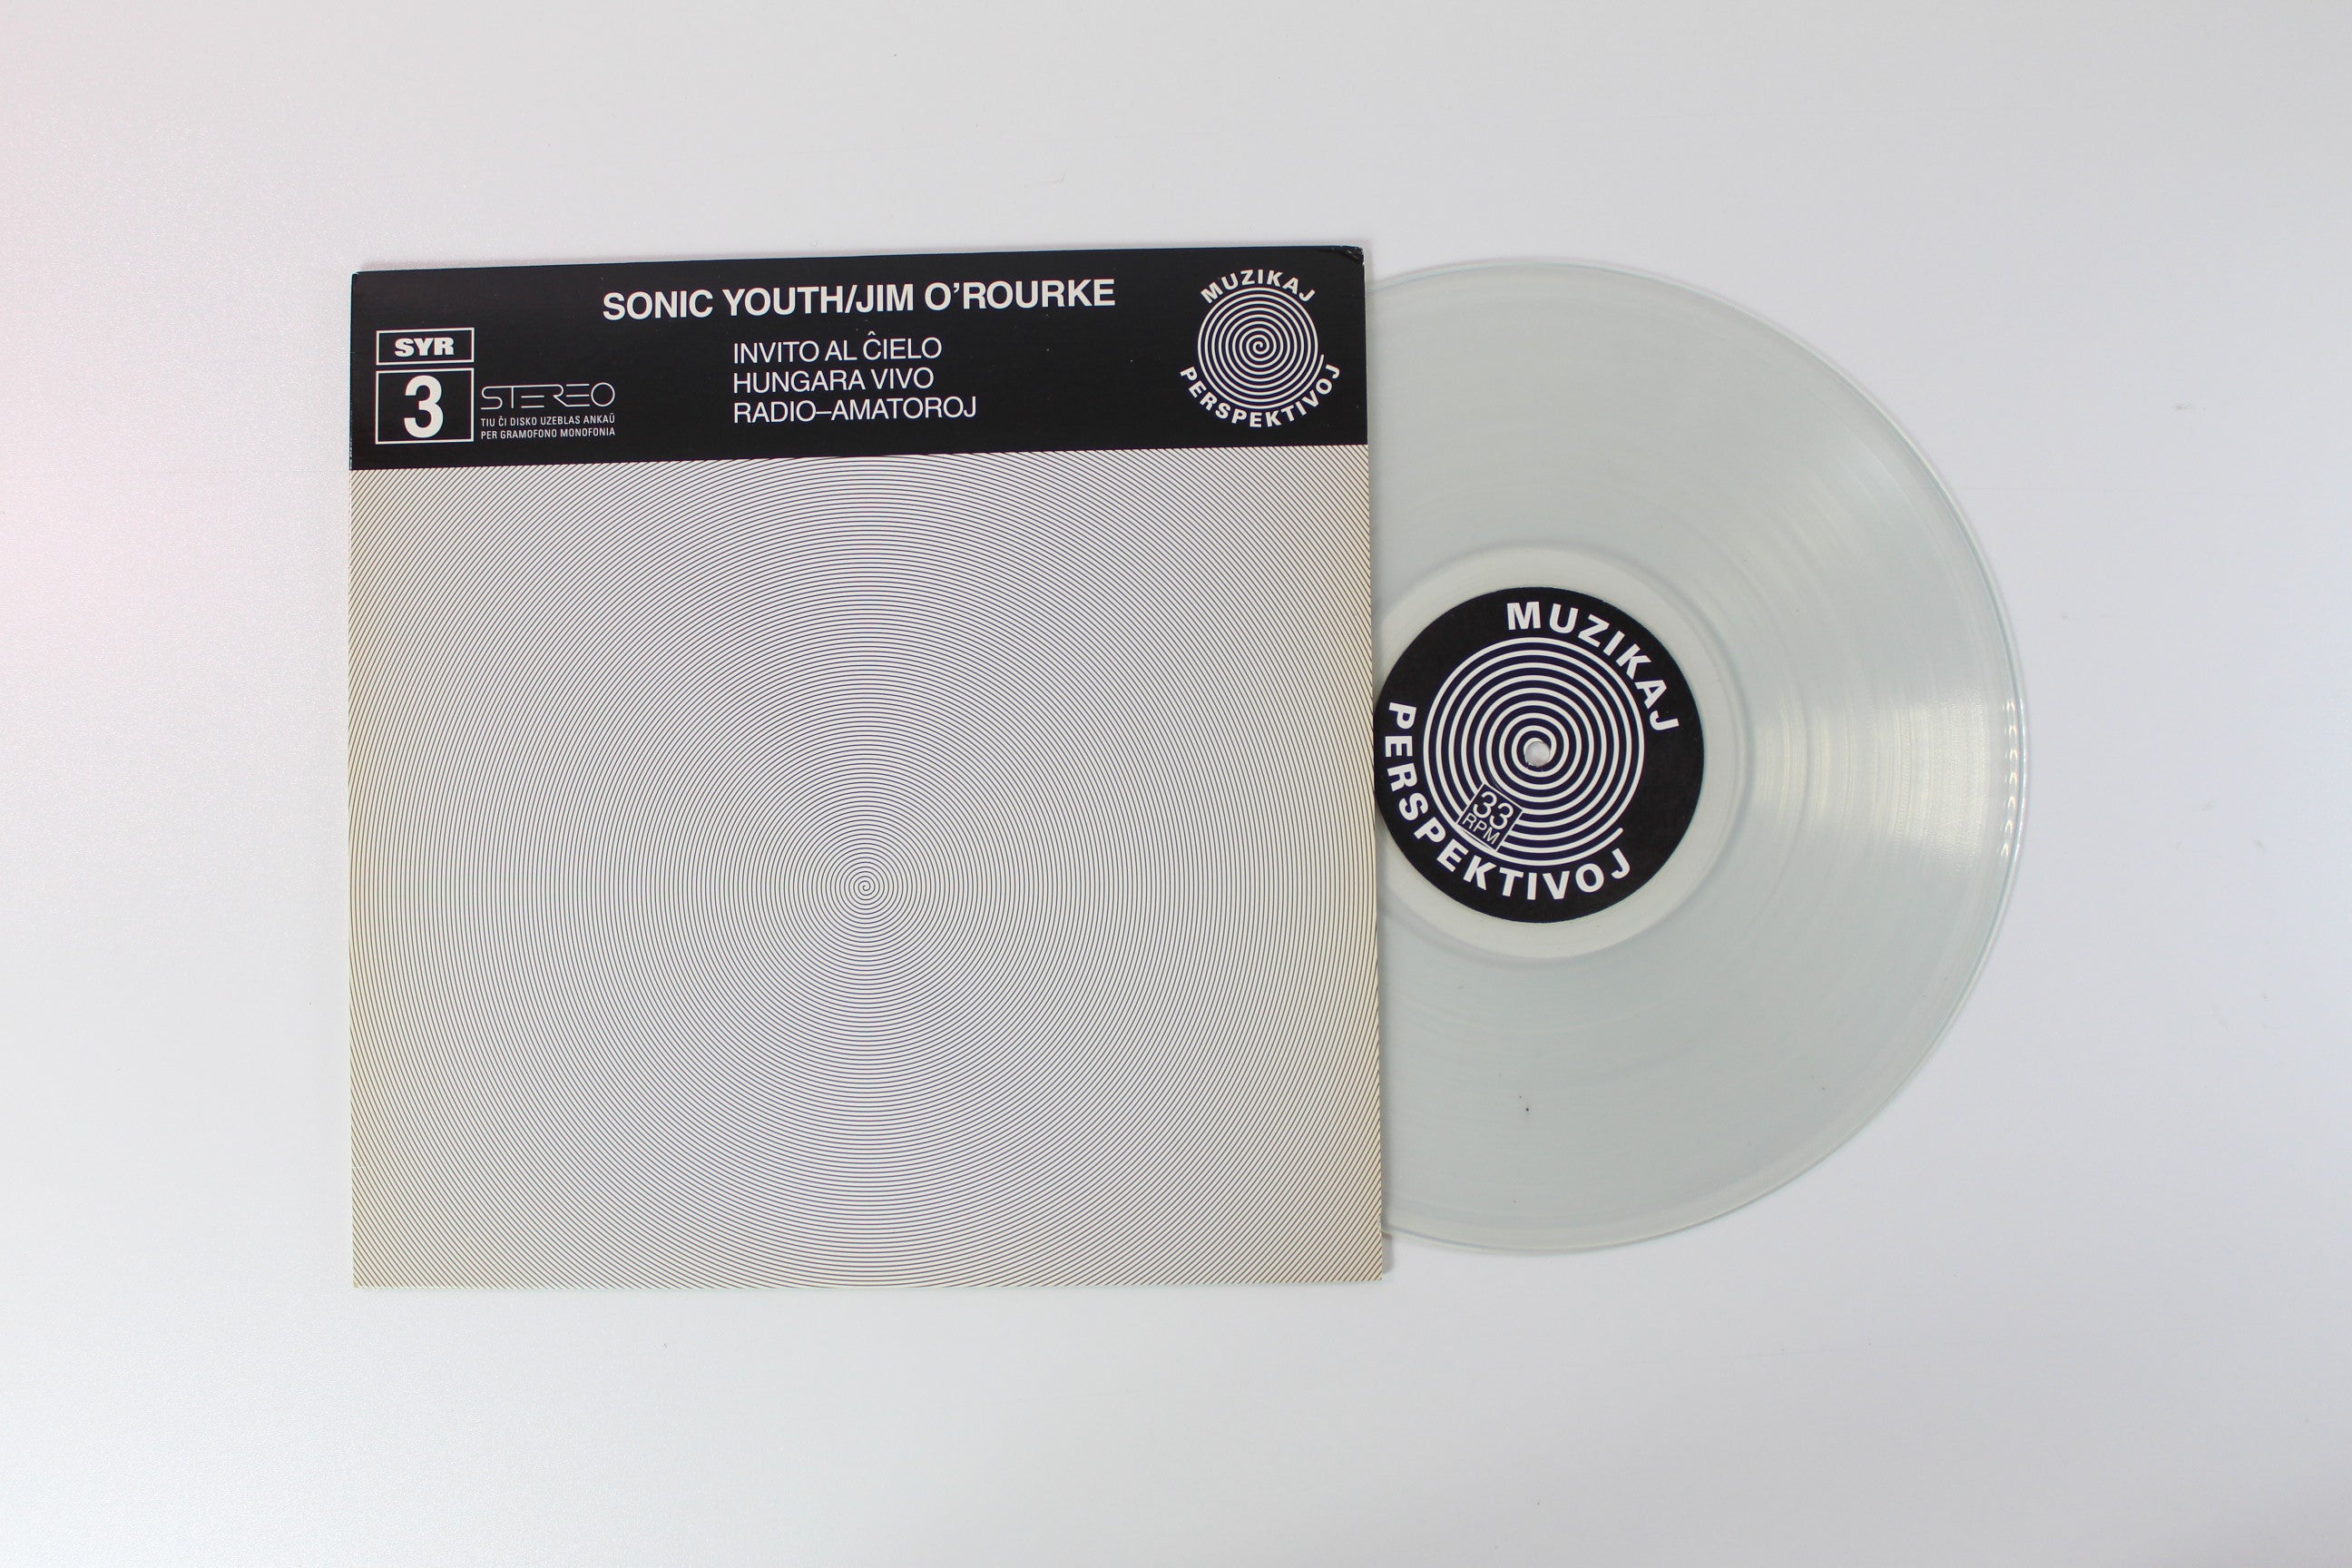 SONIC YOUTH/JIM O’ROURKE
INVITO AL ĈIELO
HUNGARA VIVO
RADIO–AMATOROJ
SYR
3
STEREO
TIU ĈI DISKO UZEBLAS ANKAŬ
PER GRAMOFONO MONOFONIA
MUZIKAJ
PERSPEKTIVOJ
MUZIKAJ
PERSPEKTIVOJ
33
RPM